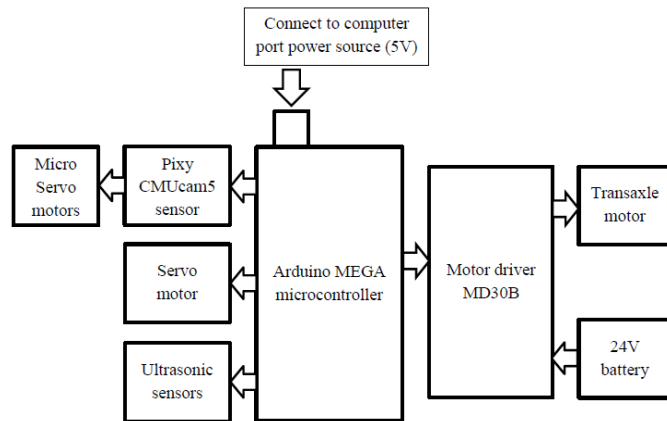 Connect to computer
port power source (5V)
Micro
Servo
motors
Pixy
CMUcam5
sensor
Servo
motor
Ultrasonic
sensors
Arduino MEGA
microcontroller
Motor driver
MD30B
Transaxle
motor
24V
battery